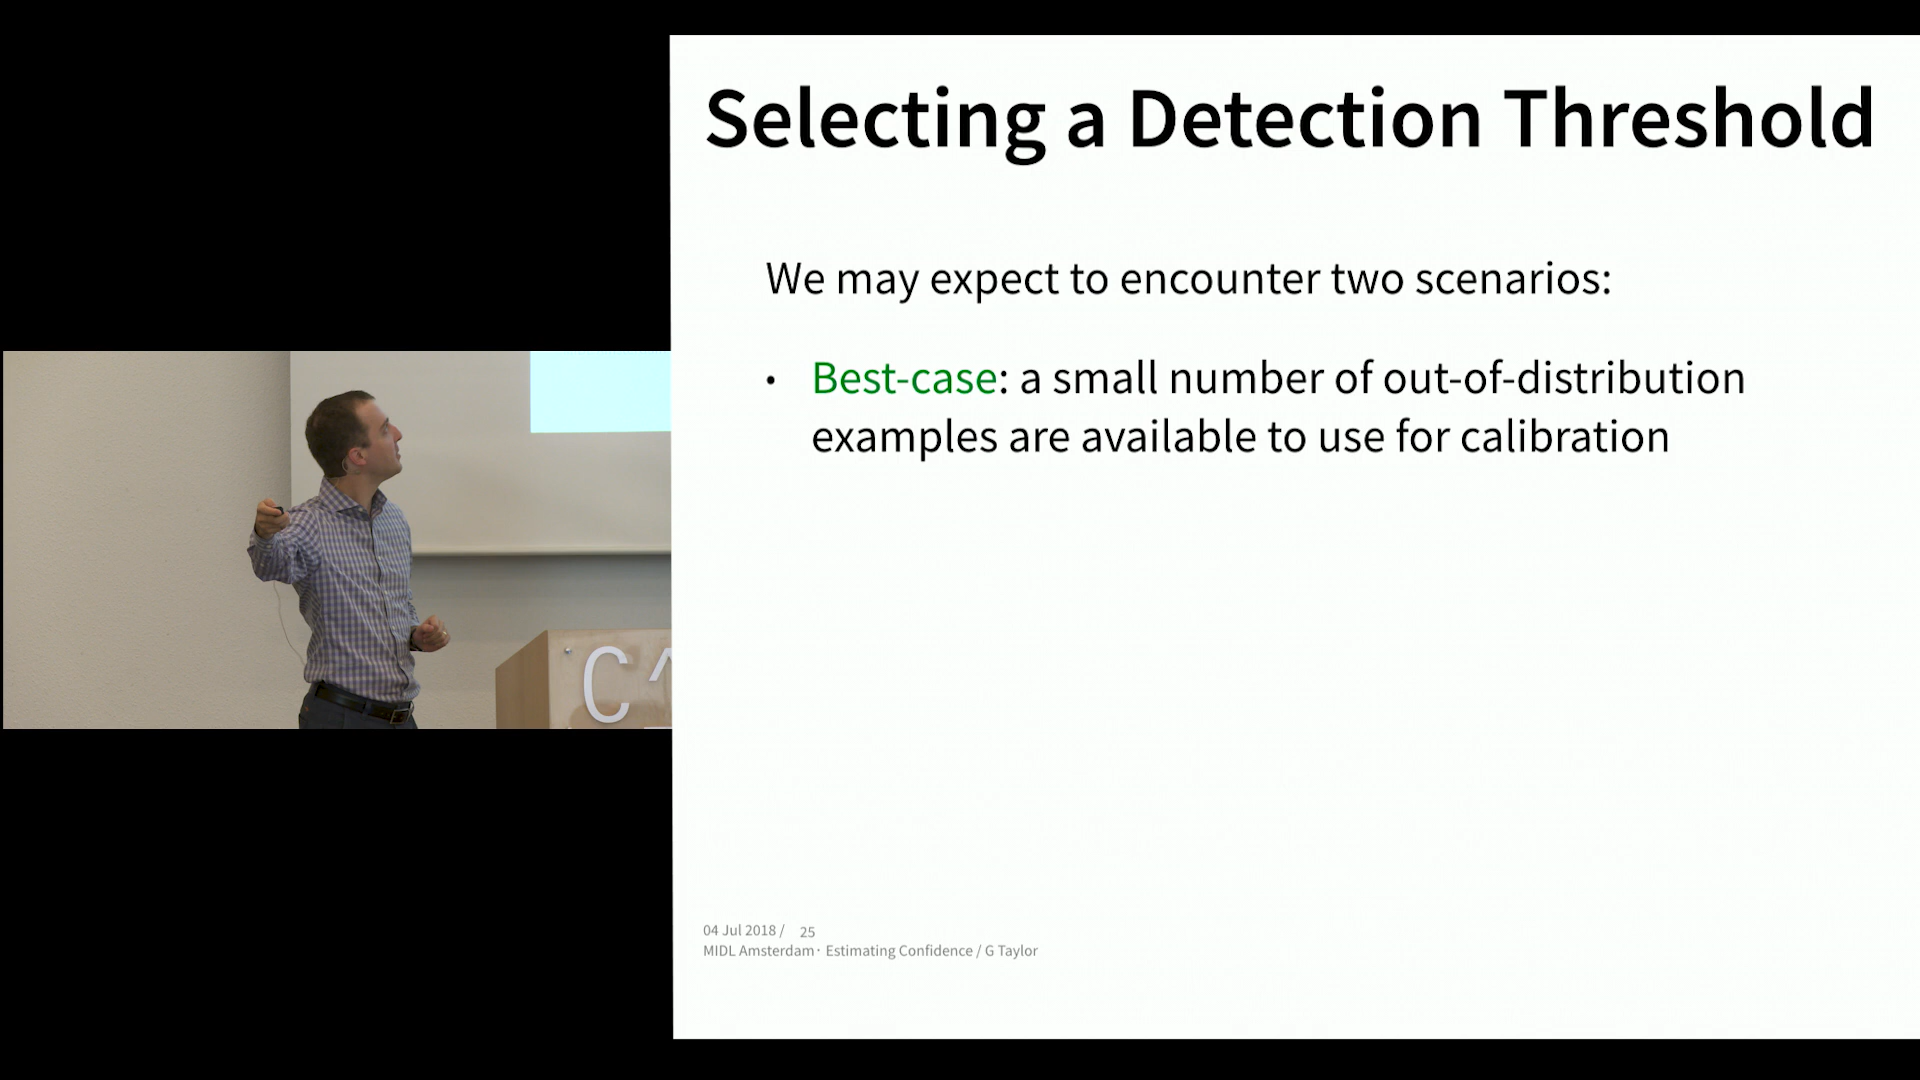 Selecting a Detection Threshold
We may expect to encounter two scenarios:
• Best-case: a small number of out-of-distribution
examples are available to use for calibration
C
04 Jul 2018 / 25
MIDL Amsterdam · Estimating Confidence / G Taylor